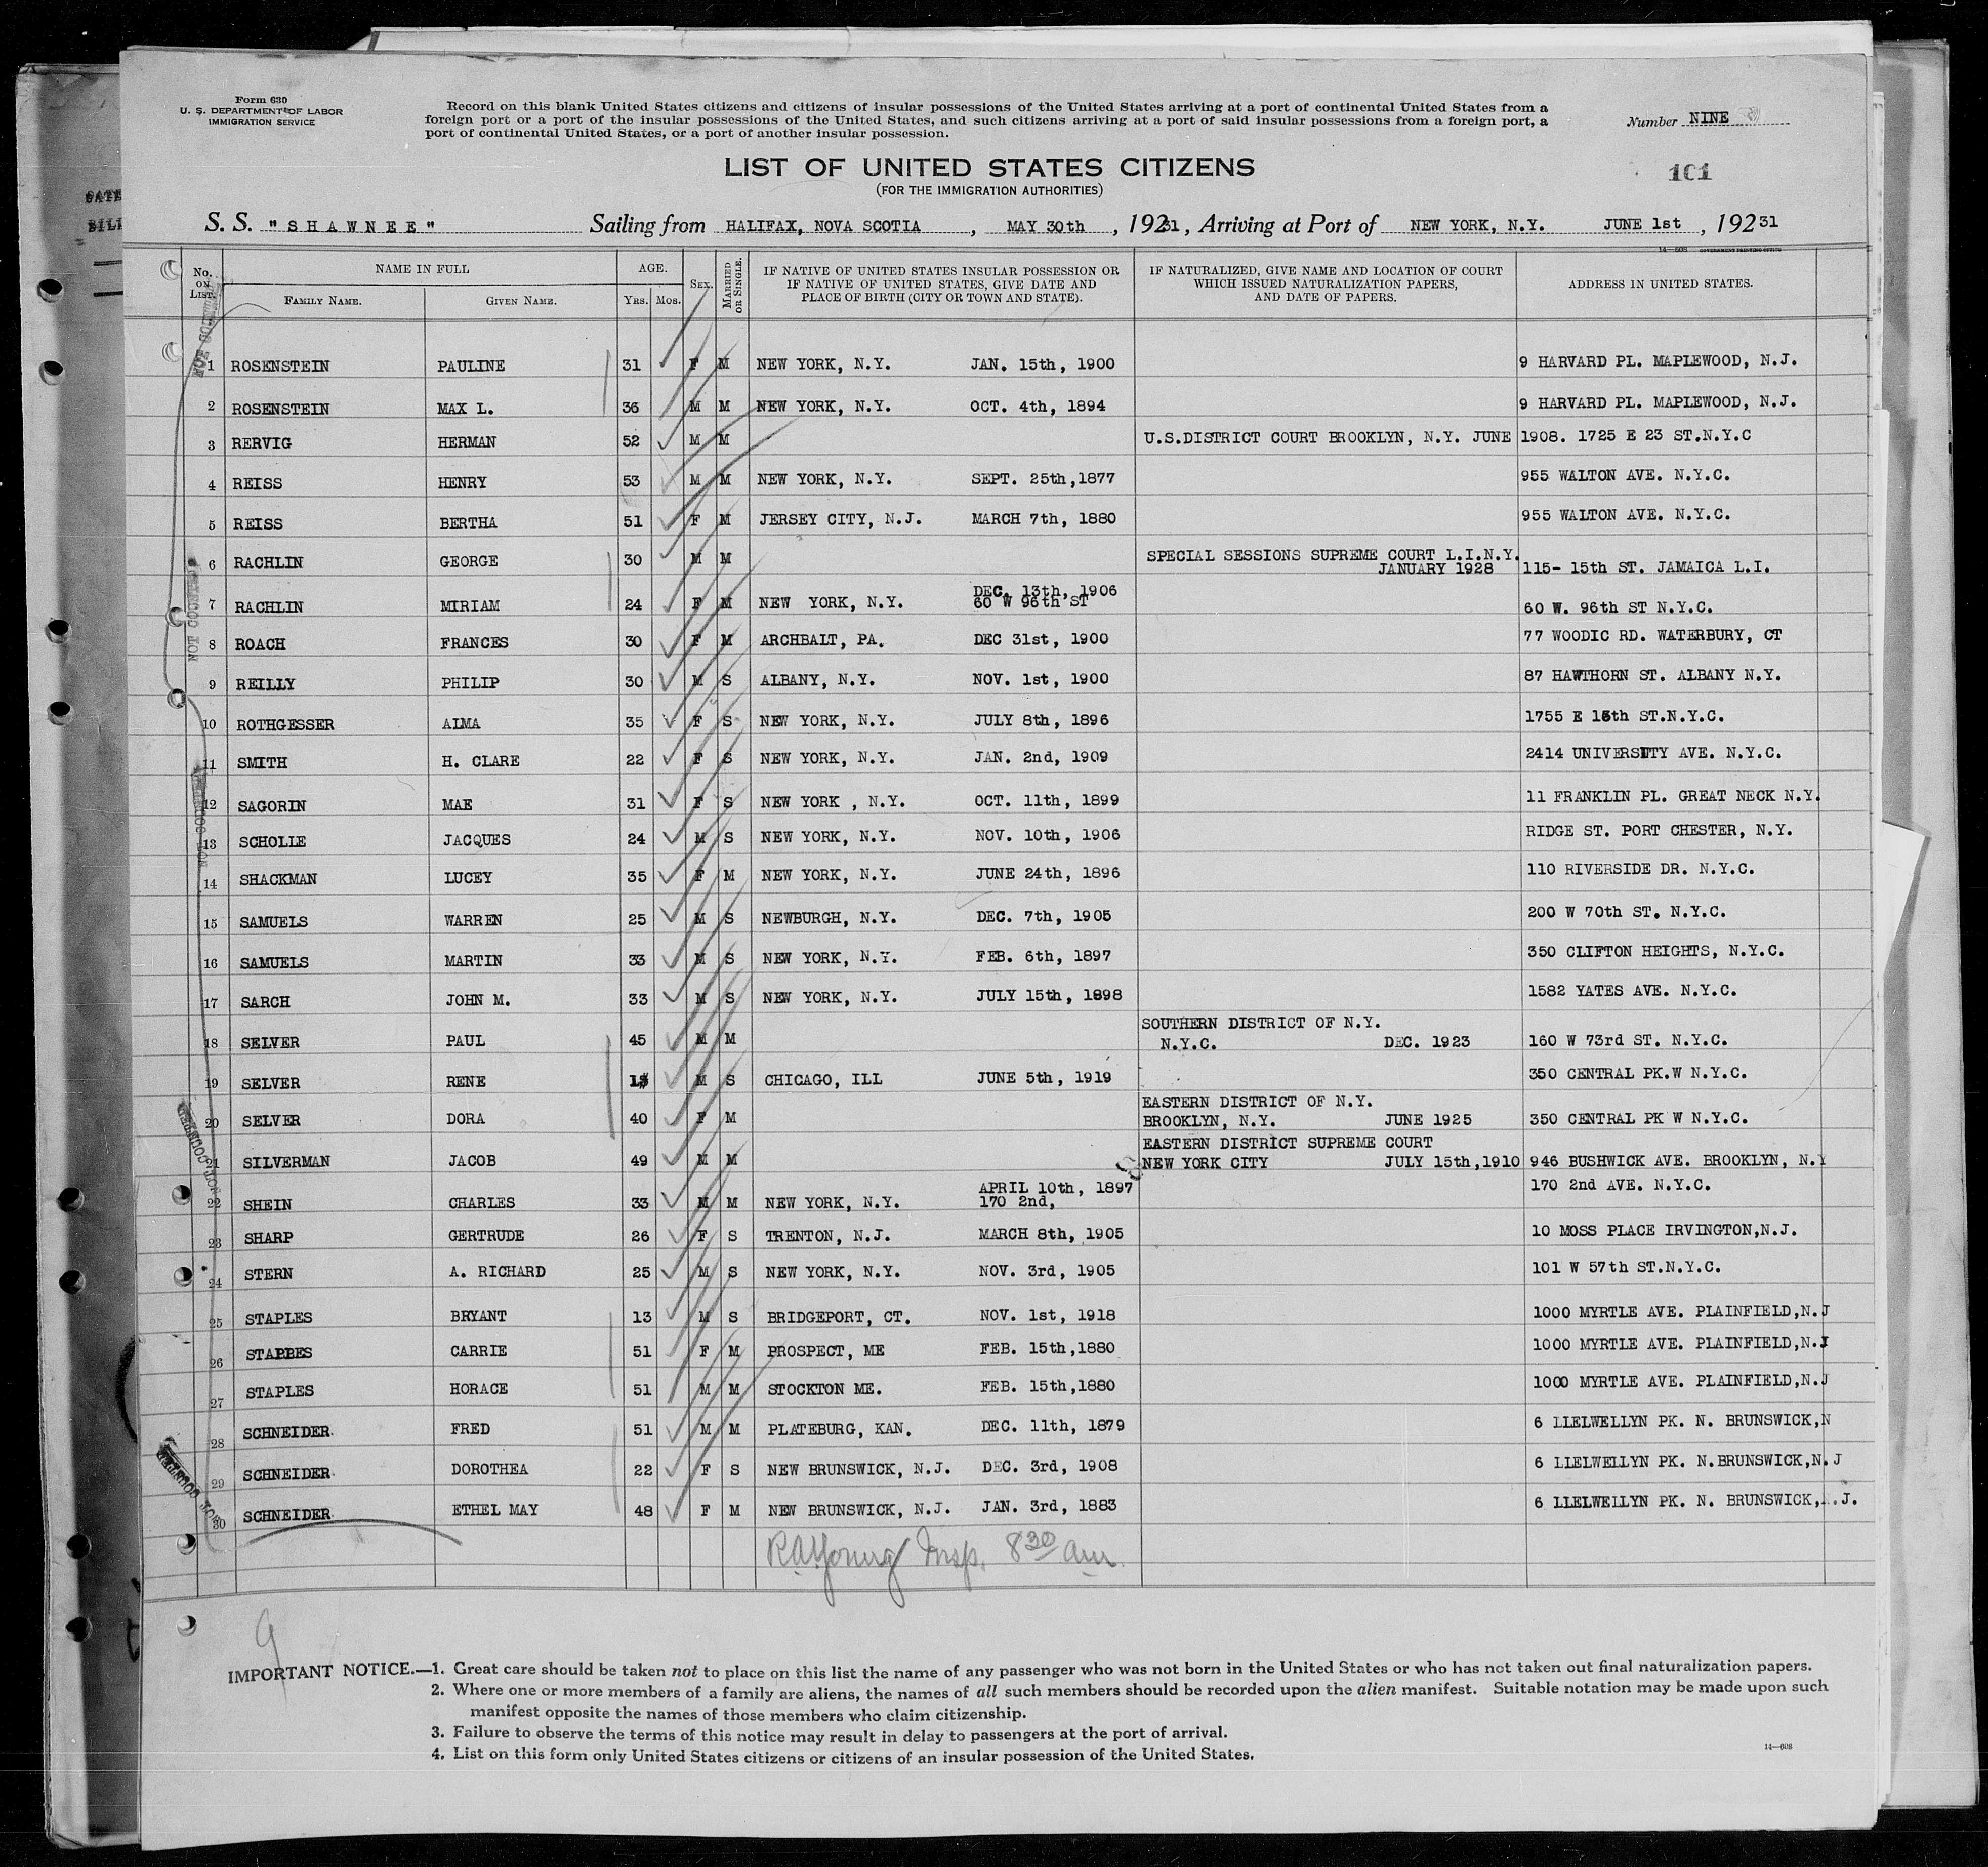 Form 630
U. S. DEPARTMENT OF LABOR
IMMIGRATION SERVICE
Record on this blank United States citizens and citizens of insular possessions of the United States arriving at a port of continental United States from a
foreign port or a port of the insular possessions of the United States, and such citizens arriving at a port of said insular possessions from a foreign port, a
port of continental United States, or a port of another insular possession.
Number NINE
LIST OF UNITED STATES CITIZENS
(FOR THE IMMIGRATION AUTHORITIES)
101
S. S. "SHAWNEE" Sailing from HALIFAX, NOVA SCOTIA, MAY 30th, 19231, Arriving at Port of NEW YORK, N.Y. JUNE 1st, 19231
14—608 GOVERNMENT PRINTING OFFICE
No. ON LIST. NAME IN FULL FAMILY NAME. GIVEN NAME. AGE. YRS. MOS. SEX. MARRIED OR SINGLE. IF NATIVE OF UNITED STATES INSULAR POSSESSION OR IF NATIVE OF UNITED STATES, GIVE DATE AND PLACE OF BIRTH (CITY OR TOWN AND STATE). IF NATURALIZED, GIVE NAME AND LOCATION OF COURT WHICH ISSUED NATURALIZATION PAPERS, AND DATE OF PAPERS. ADDRESS IN UNITED STATES.
1 ROSENSTEIN PAULINE 31 F M NEW YORK, N.Y. JAN. 15th, 1900 9 HARVARD PL. MAPLEWOOD, N.J.
2 ROSENSTEIN MAX L. 36 M M NEW YORK, N.Y. OCT. 4th, 1894 9 HARVARD PL. MAPLEWOOD, N.J.
3 RERVIG HERMAN 52 M M U.S.DISTRICT COURT BROOKLYN, N.Y. JUNE 1908. 1725 E 23 ST.N.Y.C
4 REISS HENRY 53 M M NEW YORK, N.Y. SEPT. 25th,1877 955 WALTON AVE. N.Y.C.
5 REISS BERTHA 51 F M JERSEY CITY, N.J. MARCH 7th, 1880 955 WALTON AVE. N.Y.C.
6 RACHLIN GEORGE 30 M M SPECIAL SESSIONS SUPREME COURT L.I.N.Y.
JANUARY 1928 115- 15th ST. JAMAICA L.I.
DEC. 13th, 1906
7 RACHLIN MIRIAM 24 F M NEW YORK, N.Y. 60 W 96th ST 60 W. 96th ST N.Y.C.
8 ROACH FRANCES 30 F M ARCHBALT, PA. DEC 31st, 1900 77 WOODIC RD. WATERBURY, CT
9 REILLY PHILIP 30 M S ALBANY, N.Y. NOV. 1st, 1900 87 HAWTHORN ST. ALBANY N.Y.
10 ROTHGESSER ALMA 35 F S NEW YORK, N.Y. JULY 8th, 1896 1755 E 15th ST.N.Y.C.
11 SMITH H. CLARE 22 F S NEW YORK, N.Y. JAN. 2nd, 1909 2414 UNIVERSITY AVE. N.Y.C.
12 SAGORIN MAE 31 F S NEW YORK , N.Y. OCT. 11th, 1899 11 FRANKLIN PL. GREAT NECK N.Y.
13 SCHOLLE JACQUES 24 M S NEW YORK, N.Y. NOV. 10th, 1906 RIDGE ST. PORT CHESTER, N.Y.
14 SHACKMAN LUCEY 35 F M NEW YORK, N.Y. JUNE 24th, 1896 110 RIVERSIDE DR. N.Y.C.
15 SAMUELS WARREN 25 M S NEWBURGH, N.Y. DEC. 7th, 1905 200 W 70th ST. N.Y.C.
16 SAMUELS MARTIN 33 M S NEW YORK, N.Y. FEB. 6th, 1897 350 CLIFTON HEIGHTS, N.Y.C.
17 SARCH JOHN M. 33 M S NEW YORK, N.Y. JULY 15th, 1898 1582 YATES AVE. N.Y.C.
SOUTHERN DISTRICT OF N.Y.
18 SELVER PAUL 45 M M N.Y.C. DEC. 1923 160 W 73rd ST. N.Y.C.
19 SELVER RENE M S CHICAGO, ILL JUNE 5th, 1919 350 CENTRAL PK.W N.Y.C.
EASTERN DISTRICT OF N.Y.
20 SELVER DORA 40 F M BROOKLYN, N.Y. JUNE 1925 350 CENTRAL PK W N.Y.C.
EASTERN DISTRICT SUPREME COURT
21 SILVERMAN JACOB 49 M M NEW YORK CITY JULY 15th,1910 946 BUSHWICK AVE. BROOKLYN, N.Y
APRIL 10th, 1897 170 2nd AVE. N.Y.C.
22 SHEIN CHARLES 33 M M NEW YORK, N.Y. 170 2nd,
23 SHARP GERTRUDE 26 F S TRENTON, N.J. MARCH 8th, 1905 10 MOSS PLACE IRVINGTON,N.J.
24 STERN A. RICHARD 25 M S NEW YORK, N.Y. NOV. 3rd, 1905 101 W 57th ST.N.Y.C.
25 STAPLES BRYANT 13 M S BRIDGEPORT, CT. NOV. 1st, 1918 1000 MYRTLE AVE. PLAINFIELD,N.J
26 STAPLES CARRIE 51 F M PROSPECT, ME FEB. 15th,1880 1000 MYRTLE AVE. PLAINFIELD,N.J
27 STAPLES HORACE 51 M M STOCKTON ME. FEB. 15th,1880 1000 MYRTLE AVE. PLAINFIELD,N.J
28 SCHNEIDER FRED 51 M M PLATEBURG, KAN. DEC. 11th, 1879 6 LLELWELLYN PK. N. BRUNSWICK,N
29 SCHNEIDER DOROTHEA 22 F S NEW BRUNSWICK, N.J. DEC. 3rd, 1908 6 LLELWELLYN PK. N.BRUNSWICK,N.J
30 SCHNEIDER ETHEL MAY 48 F M NEW BRUNSWICK, N.J. JAN. 3rd, 1883 6 LLELWELLYN PK. N. BRUNSWICK,N.J.
RAYoung Insp. 8 30 am
NOT COUNTED
NOT COUNTED
NOT COUNTED
NOT COUNTED
NOT COUNTED
9
IMPORTANT NOTICE.—1. Great care should be taken not to place on this list the name of any passenger who was not born in the United States or who has not taken out final naturalization papers.
2. Where one or more members of a family are aliens, the names of all such members should be recorded upon the alien manifest. Suitable notation may be made upon such
manifest opposite the names of those members who claim citizenship.
3. Failure to observe the terms of this notice may result in delay to passengers at the port of arrival.
4. List on this form only United States citizens or citizens of an insular possession of the United States.
14—608